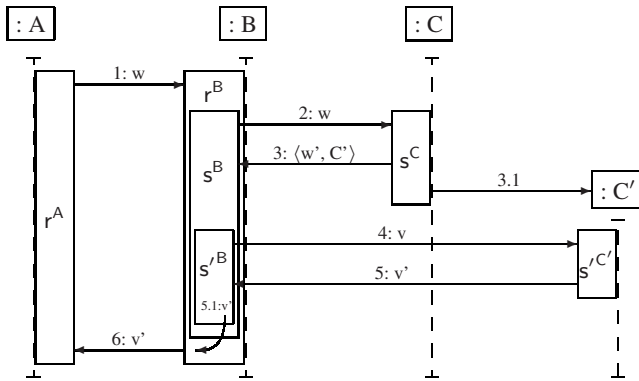 : A
: B
: C
1: w
r^B
2: w
3: ⟨w', C'⟩
s^B
s^C
3.1
: C′
r^A
4: v
s′^B
s′^C′
5: v'
5.1:v'
6: v'